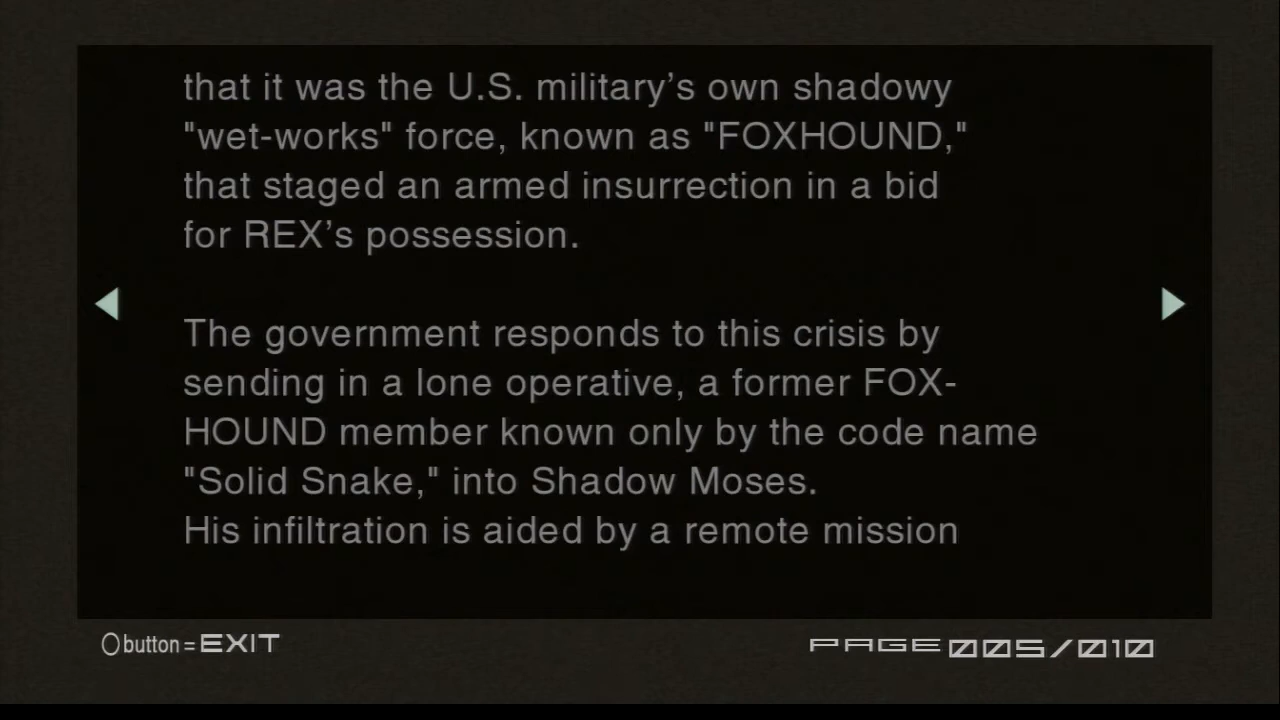 that it was the U.S. military's own shadowy
"wet-works" force, known as "FOXHOUND,"
that staged an armed insurrection in a bid
for REX's possession.
The government responds to this crisis by
sending in a lone operative, a former FOX-
HOUND member known only by the code name
"Solid Snake," into Shadow Moses.
His infiltration is aided by a remote mission
O button = EXIT
PAGE 005/010